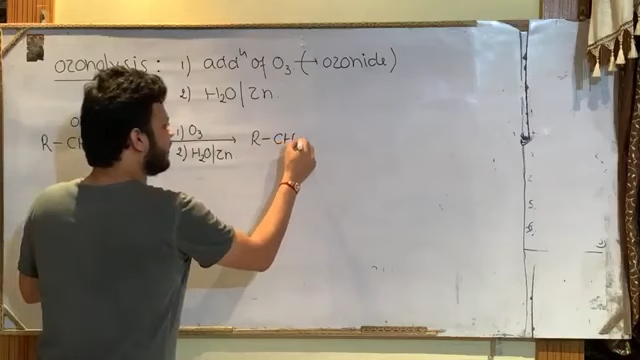 ozonolysis : 1) addⁿ of O₃ (→ ozonide)
2) H₂O/Zn
R-CH 1) O₃ R-CH
2) H₂O/Zn